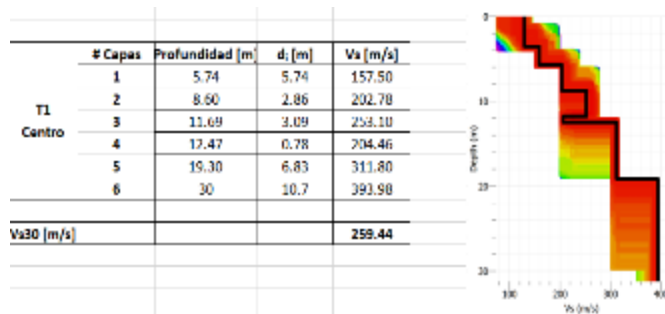 # Capas Profundidad [m] di [m] Vs [m/s]
1 5.74 5.74 157.50
2 8.60 2.86 202.78
T1 Centro
3 11.69 3.09 253.10
4 12.47 0.78 204.46
5 19.30 6.83 311.80
6 30 10.7 393.98
Vs30 [m/s] 259.44
0
10
20
30
Depth (m)
100 200 300 40
Vs (m/s)